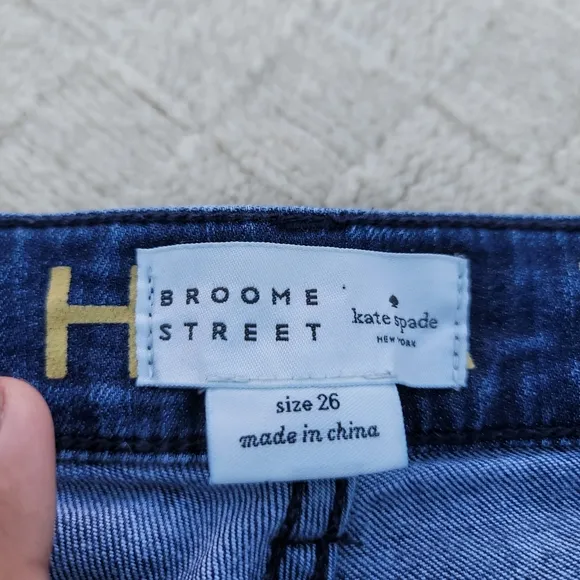 H
BROOME
STREET
kate spade
NEW YORK
size 26
made in china